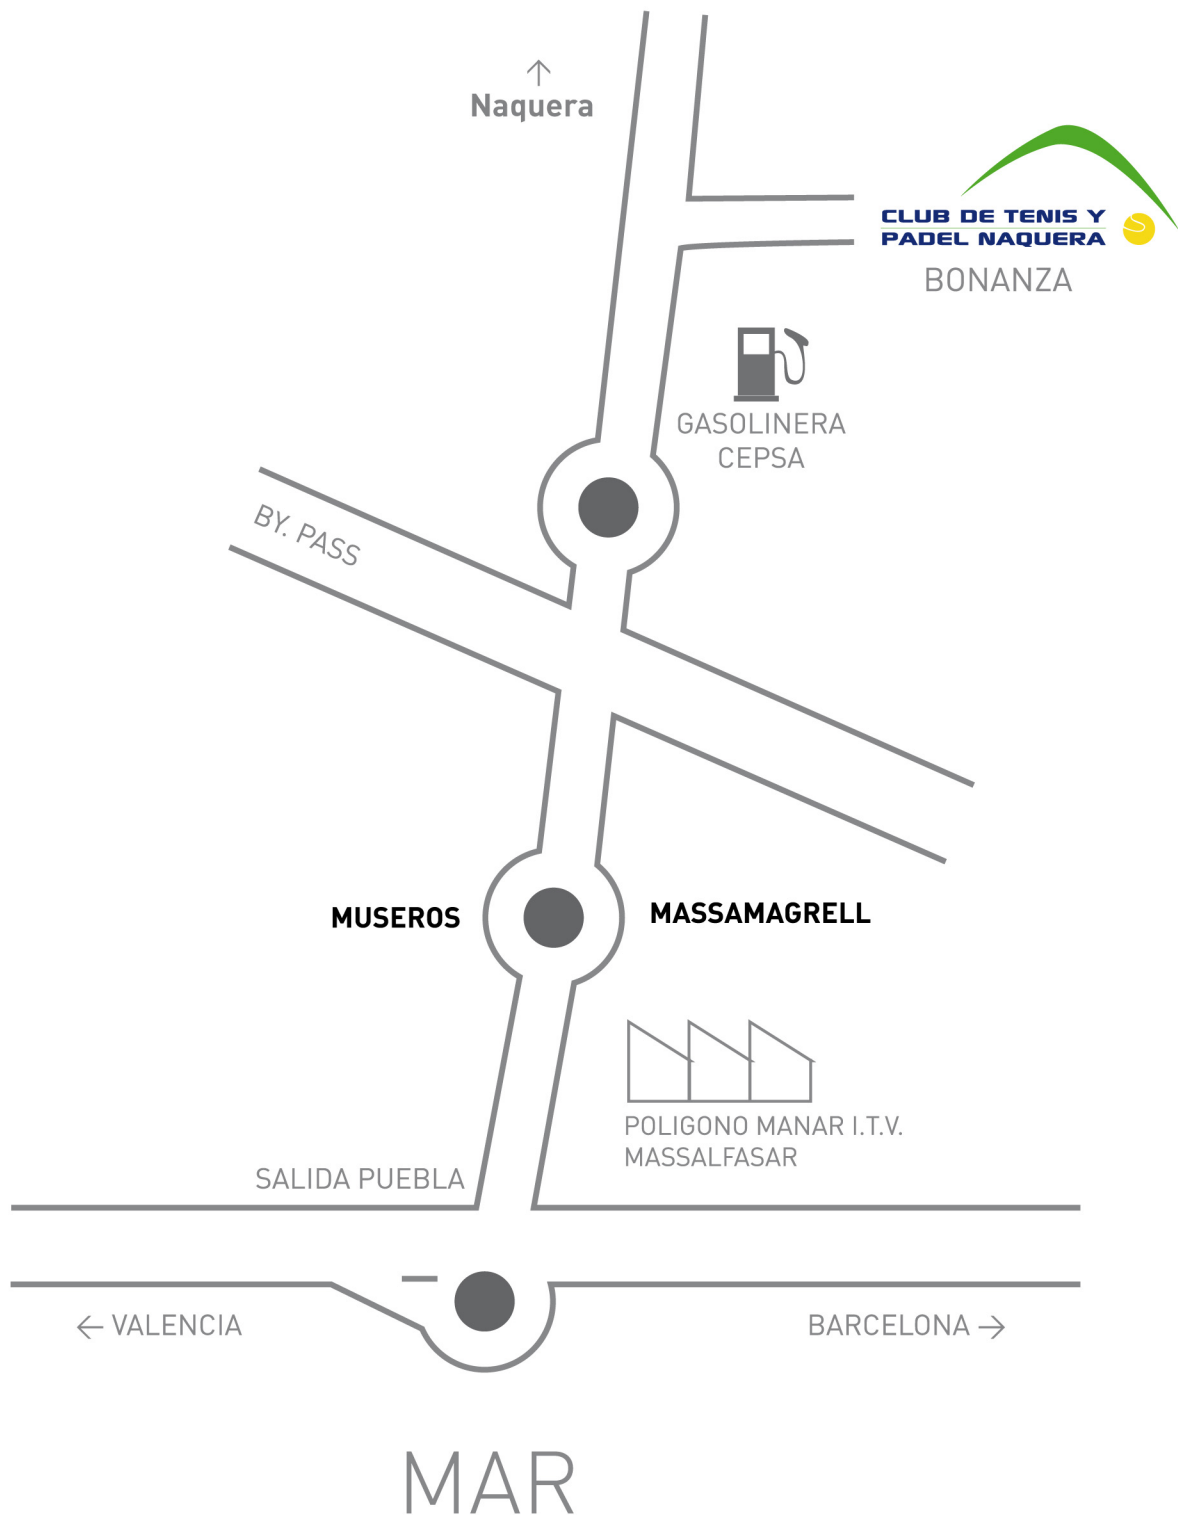 Naquera
CLUB DE TENIS Y
PADEL NAQUERA
BONANZA
GASOLINERA
CEPSA
BY. PASS
MUSEROS
MASSAMAGRELL
POLIGONO MANAR I.T.V.
MASSALFASAR
SALIDA PUEBLA
← VALENCIA
BARCELONA →
MAR